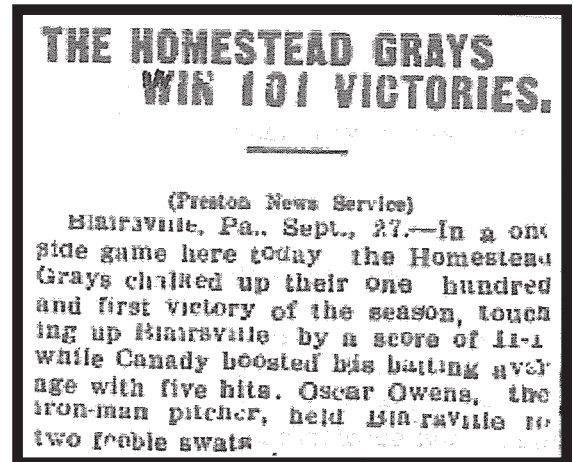 THE HOMESTEAD GRAYS
WIN 101 VICTORIES.
(Preston News Service)
Blairsville, Pa., Sept., 27.—In a one
side game here today the Homestead
Grays chalked up their one hundred
and first victory of the season, touch
ing up Blairsville by a score of 11-1
while Canady boosted his batting aver
age with five hits. Oscar Owens, the
iron-man pitcher, held Blairsville to
two feeble swats